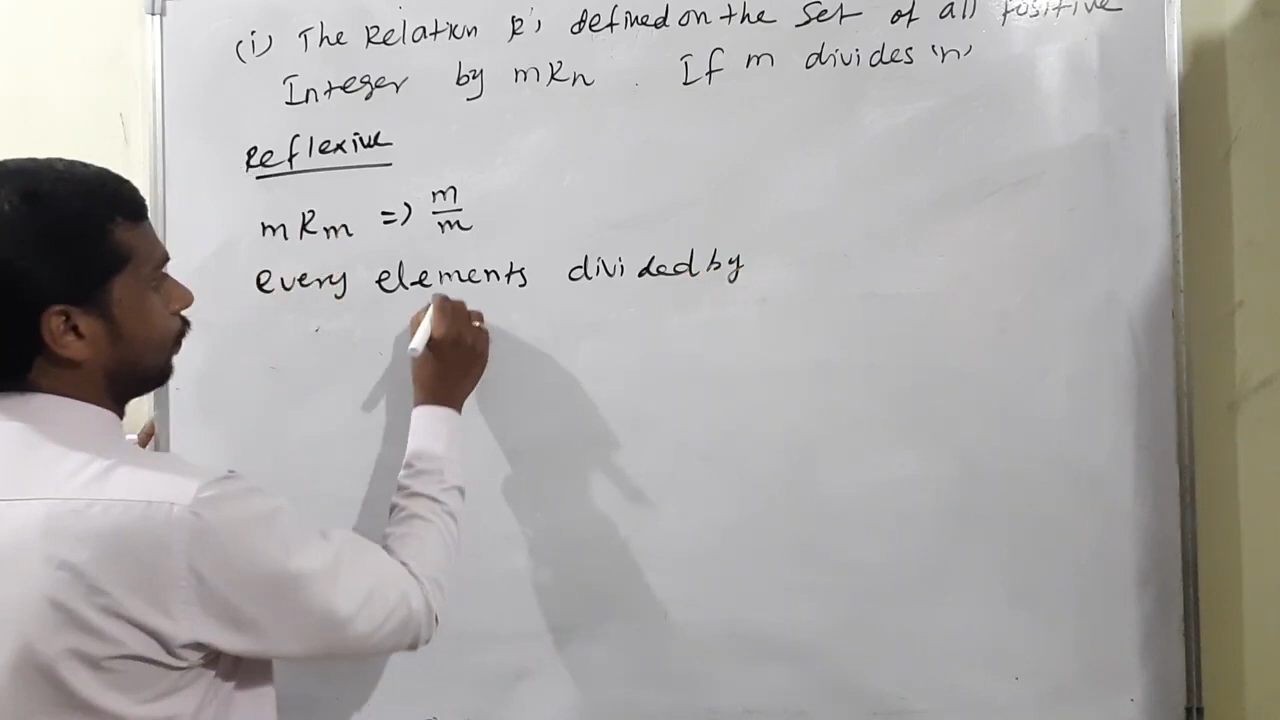 (i) The Relation 'R', defined on the Set of all Positive
Integer by mRn . If m divides 'n'
Reflexive
mRm => m/m
every elements divided by